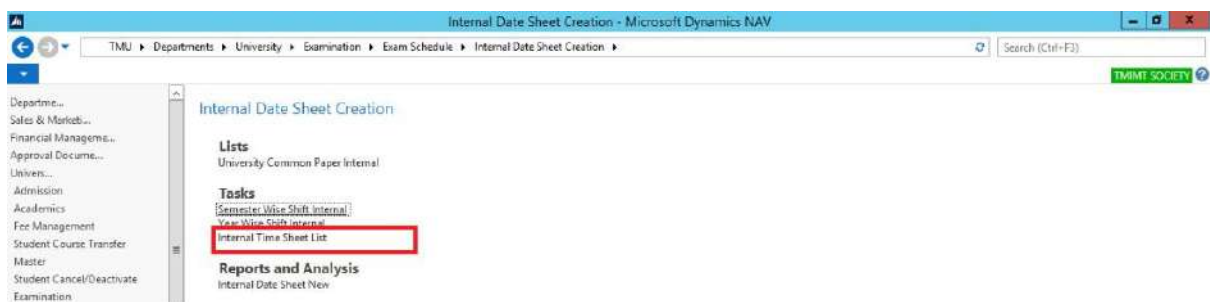 Internal Date Sheet Creation - Microsoft Dynamics NAV
TMU ▸ Departments ▸ University ▸ Examination ▸ Exam Schedule ▸ Internal Date Sheet Creation ▸
Search (Ctrl+F3)
TMIMT SOCIETY
Departme...
Sales & Marketi...
Financial Manageme...
Approval Docume...
Univers...
Admission
Academics
Fee Management
Student Course Transfer
Master
Student Cancel/Deactivate
Examination
Internal Date Sheet Creation
Lists
University Common Paper Internal
Tasks
Semester Wise Shift Internal
Year Wise Shift Internal
Internal Time Sheet List
Reports and Analysis
Internal Date Sheet New